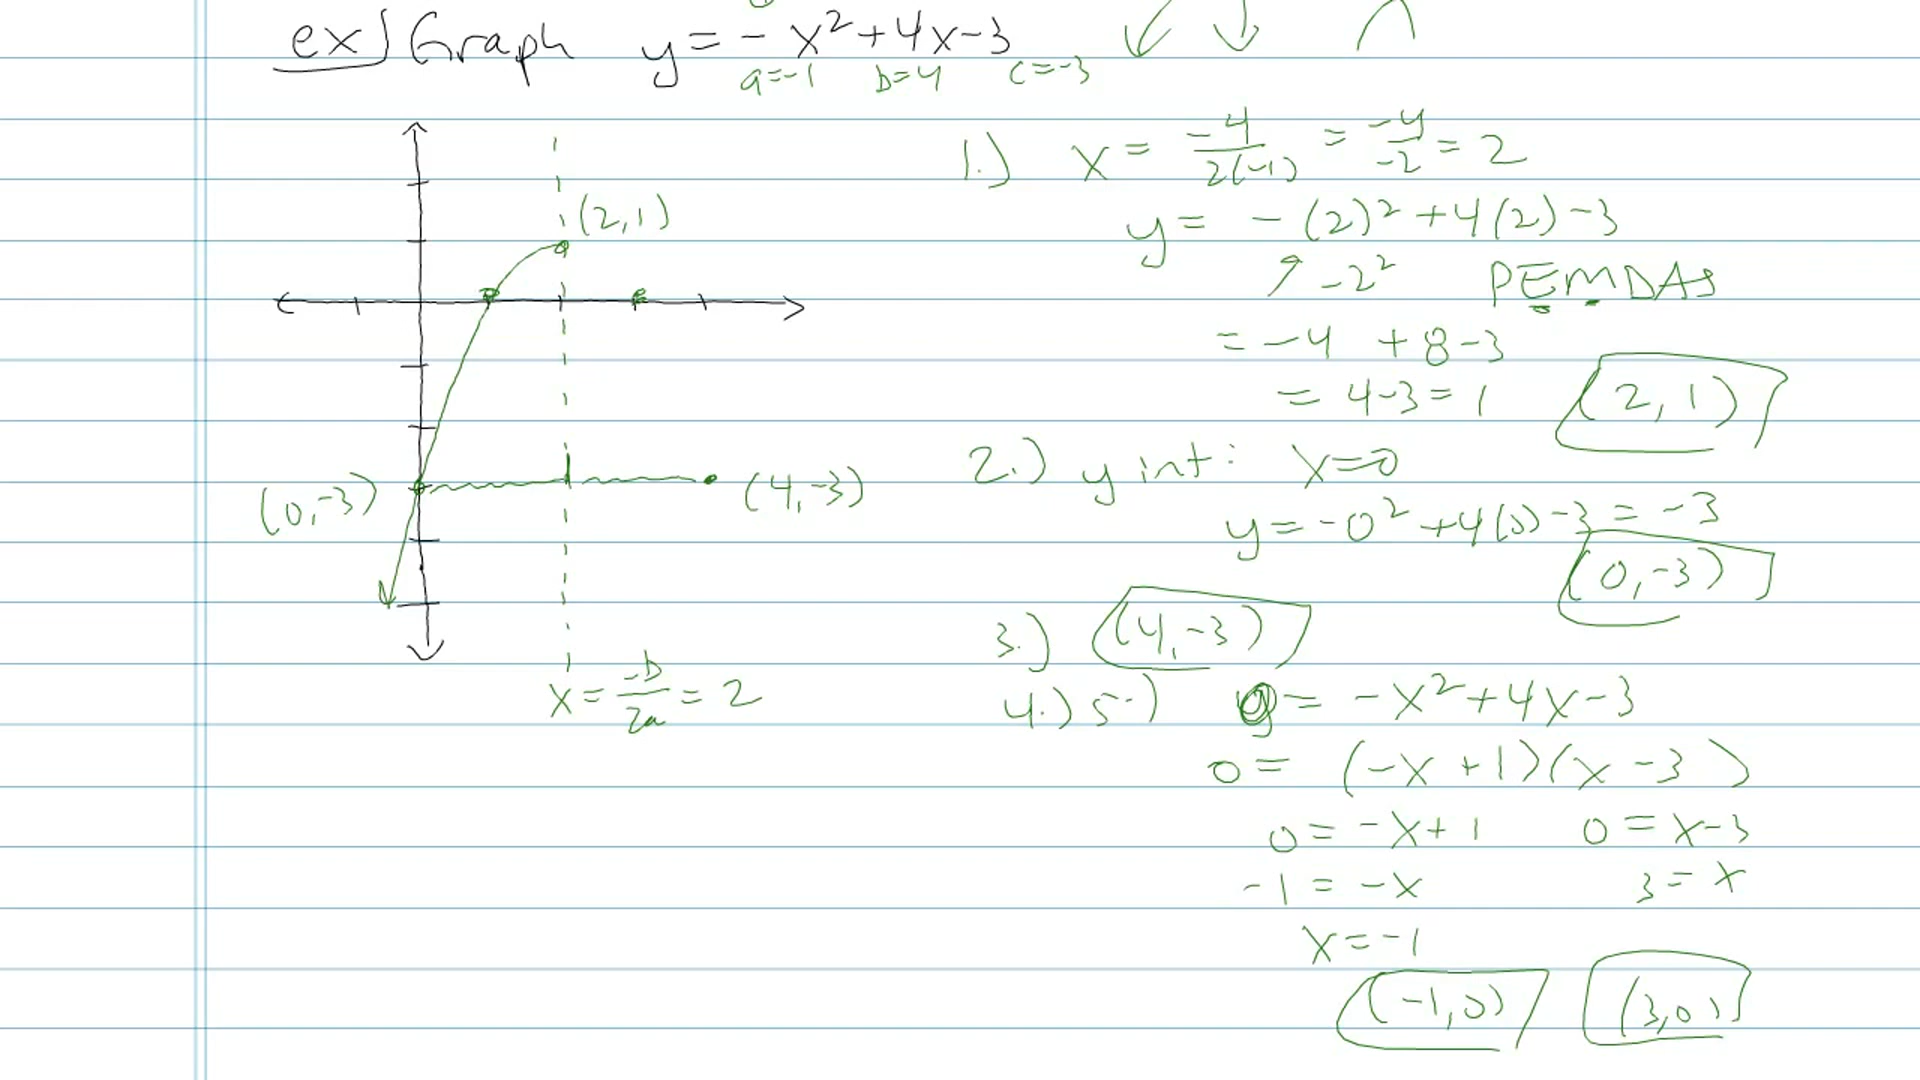 ex) Graph y = - x² + 4x - 3
a=-1 b=4 c=-3
(2,1)
(0,-3)
(4,-3)
x = -b/2a = 2
1.) x = -4/2(-1) = -4/-2 = 2
y = - (2)² + 4(2) - 3
↗ -2² PEMDAS
= -4 + 8 - 3
= 4-3 = 1 (2, 1)
2.) y int: x=0
y = -0² + 4(0) - 3 = -3
(0, -3)
3.) (4, -3)
4.) 5.) 0 = -x² + 4x - 3
0 = (-x + 1)(x - 3)
0 = -x + 1 0 = x - 3
-1 = -x 3 = x
x = -1
(-1, 0) (3, 0)